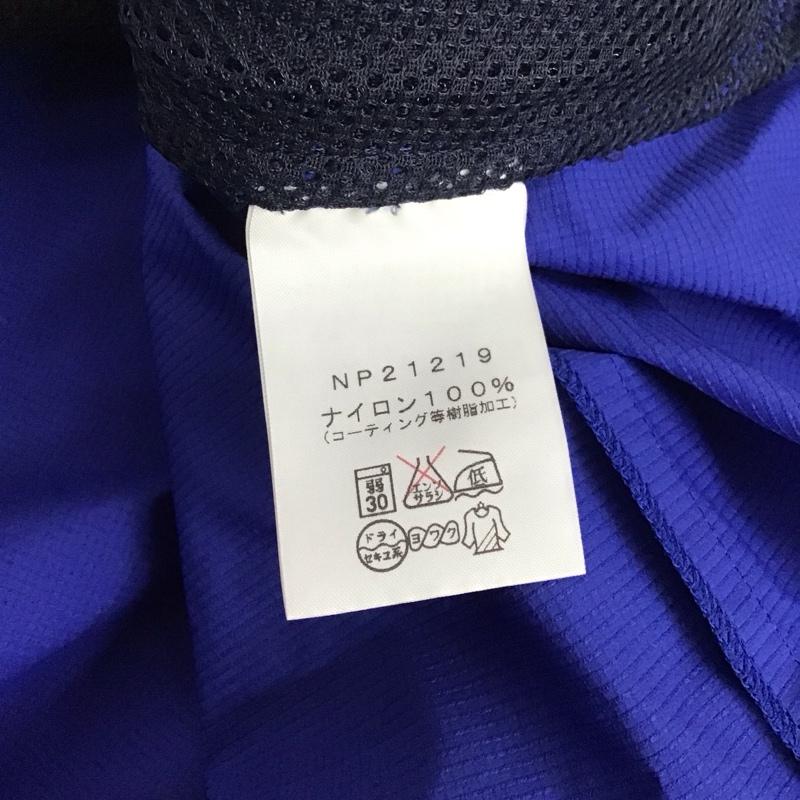 NP21219
ナイロン100%
(コーティング等樹脂加工)
弱
30
エンソ
サラシ
低
ドライ
セキユ系
ヨワク